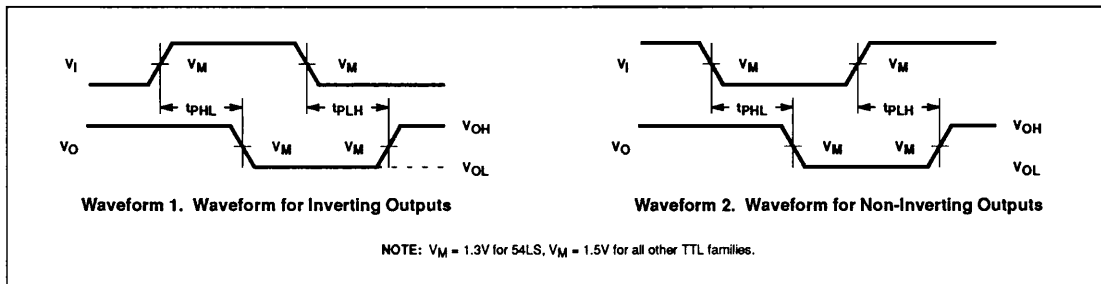 VI VM VM
tPHL tPLH
VOH
VO VM VM
VOL
Waveform 1. Waveform for Inverting Outputs
VI VM VM
tPHL tPLH
VOH
VO VM VM
VOL
Waveform 2. Waveform for Non-Inverting Outputs
NOTE: VM = 1.3V for 54LS, VM = 1.5V for all other TTL families.